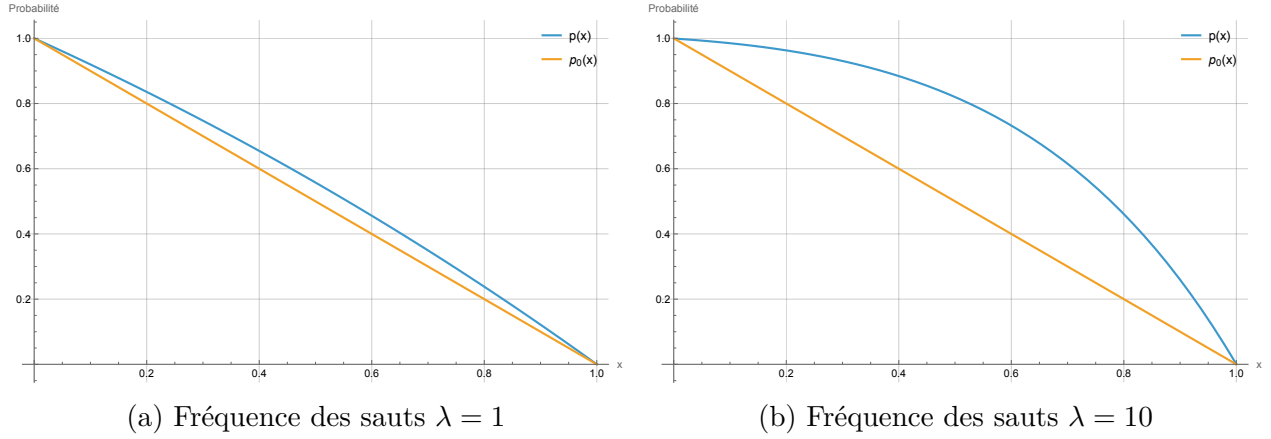 Probabilité
1.0
0.8
0.6
0.4
0.2
0.2 0.4 0.6 0.8 1.0 x
p(x)
p₀(x)
(a) Fréquence des sauts λ = 1
Probabilité
1.0
0.8
0.6
0.4
0.2
0.2 0.4 0.6 0.8 1.0 x
p(x)
p₀(x)
(b) Fréquence des sauts λ = 10